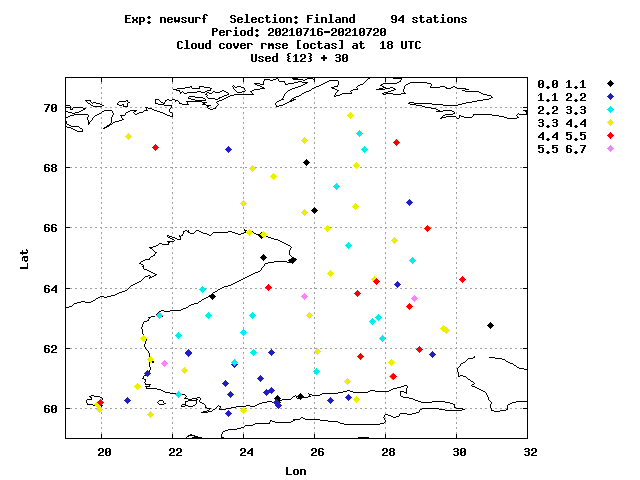 Exp: newsurf Selection: Finland 94 stations
Period: 20210716-20210720
Cloud cover rmse [octas] at 18 UTC
Used {12} + 30
0.0 1.1
1.1 2.2
2.2 3.3
3.3 4.4
4.4 5.5
5.5 6.7
70
68
66
64
62
60
Lat
20 22 24 26 28 30 32
Lon